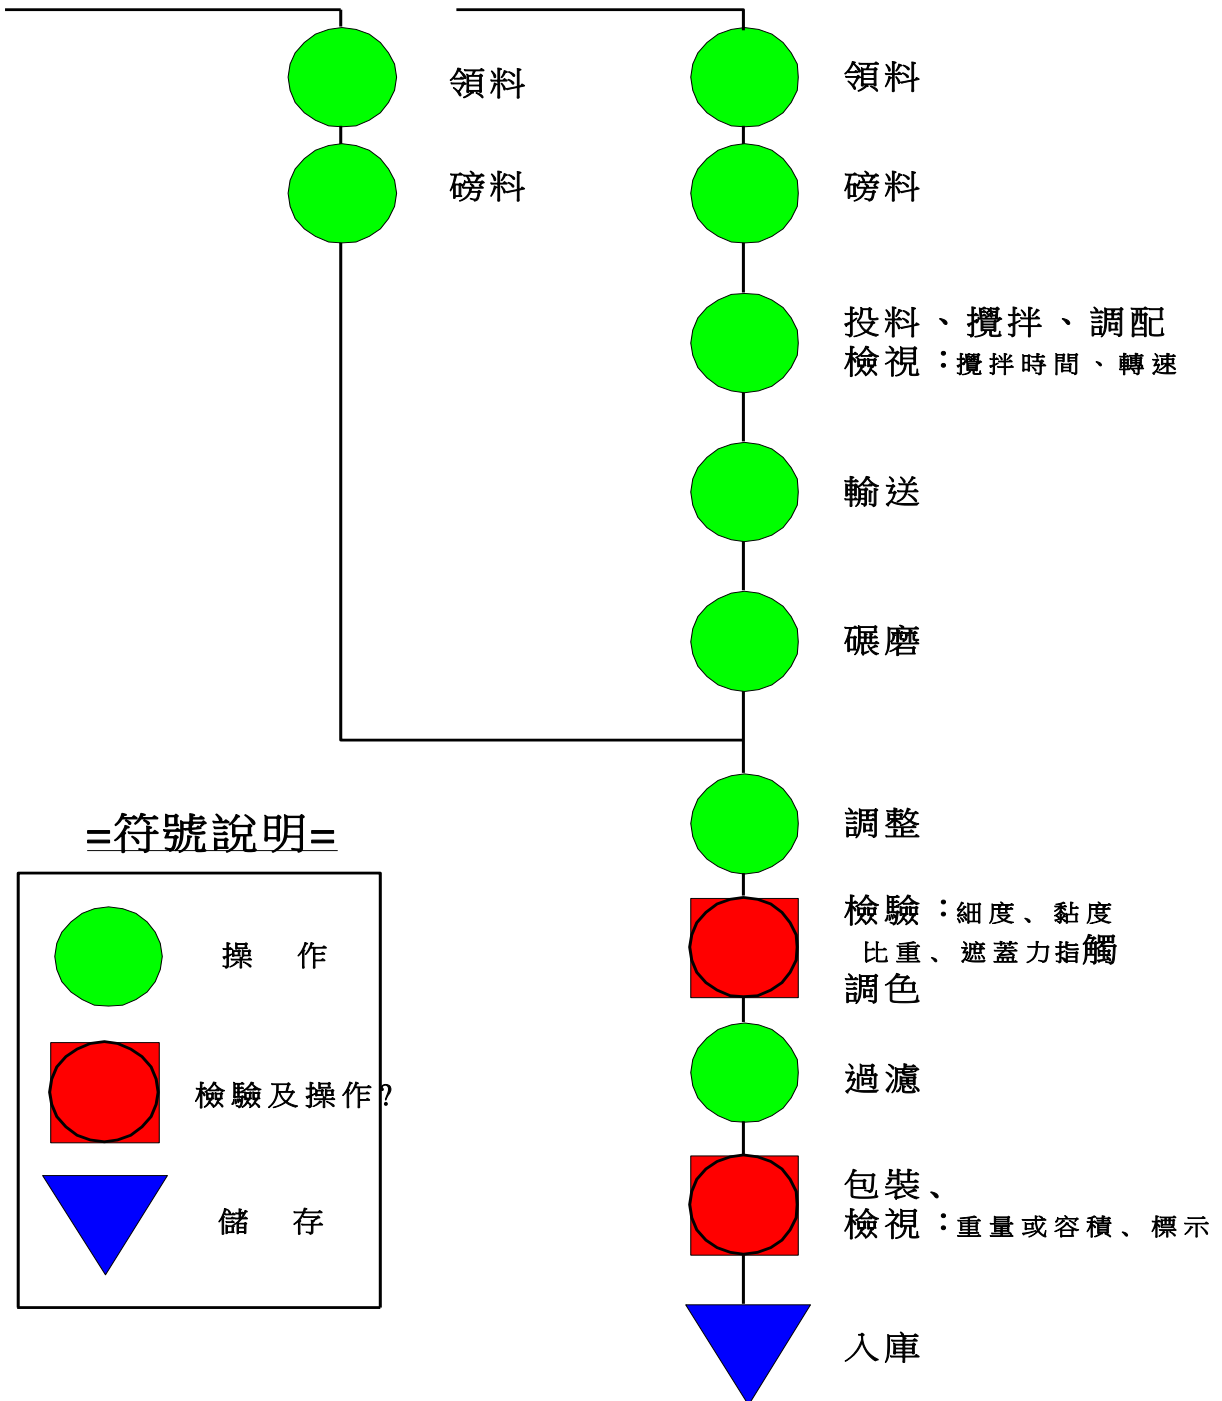 領料
領料
磅料
磅料
投料、攪拌、調配
檢視：攪拌時間、轉速
輸送
碾磨
調整
=符號說明=
檢驗：細度、黏度
比重、遮蓋力指觸
調色
操 作
過濾
檢驗及操作?
包裝、
檢視：重量或容積、標示
儲 存
入庫